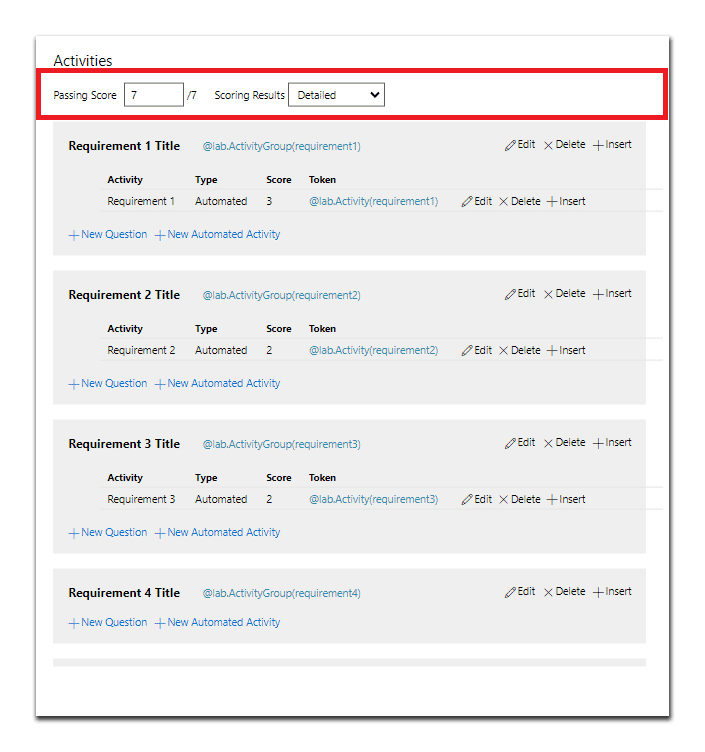 Activities
Passing Score 7 /7 Scoring Results Detailed
Requirement 1 Title @lab.ActivityGroup(requirement1) Edit Delete Insert
Activity Type Score Token
Requirement 1 Automated 3 @lab.Activity(requirement1) Edit Delete Insert
New Question New Automated Activity
Requirement 2 Title @lab.ActivityGroup(requirement2) Edit Delete Insert
Activity Type Score Token
Requirement 2 Automated 2 @lab.Activity(requirement2) Edit Delete Insert
New Question New Automated Activity
Requirement 3 Title @lab.ActivityGroup(requirement3) Edit Delete Insert
Activity Type Score Token
Requirement 3 Automated 2 @lab.Activity(requirement3) Edit Delete Insert
New Question New Automated Activity
Requirement 4 Title @lab.ActivityGroup(requirement4) Edit Delete Insert
New Question New Automated Activity